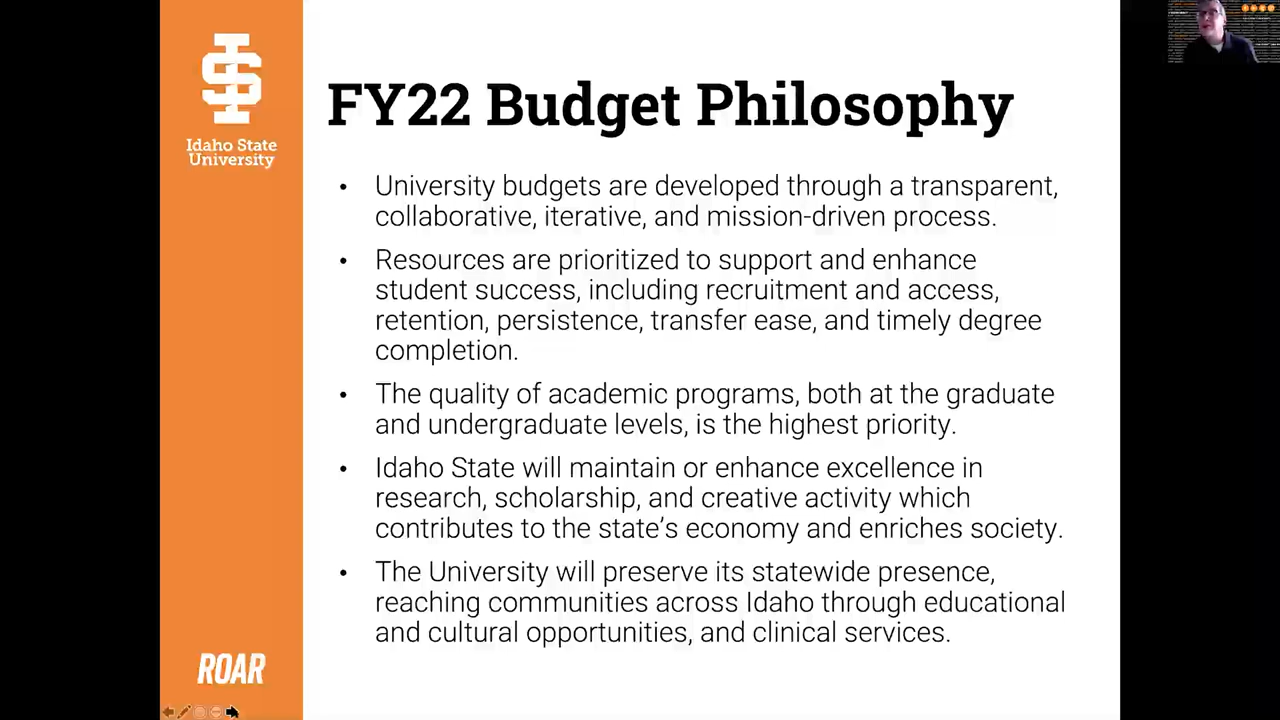 Idaho State
University
FY22 Budget Philosophy
• University budgets are developed through a transparent,
collaborative, iterative, and mission-driven process.
• Resources are prioritized to support and enhance
student success, including recruitment and access,
retention, persistence, transfer ease, and timely degree
completion.
• The quality of academic programs, both at the graduate
and undergraduate levels, is the highest priority.
• Idaho State will maintain or enhance excellence in
research, scholarship, and creative activity which
contributes to the state’s economy and enriches society.
• The University will preserve its statewide presence,
reaching communities across Idaho through educational
and cultural opportunities, and clinical services.
ROAR